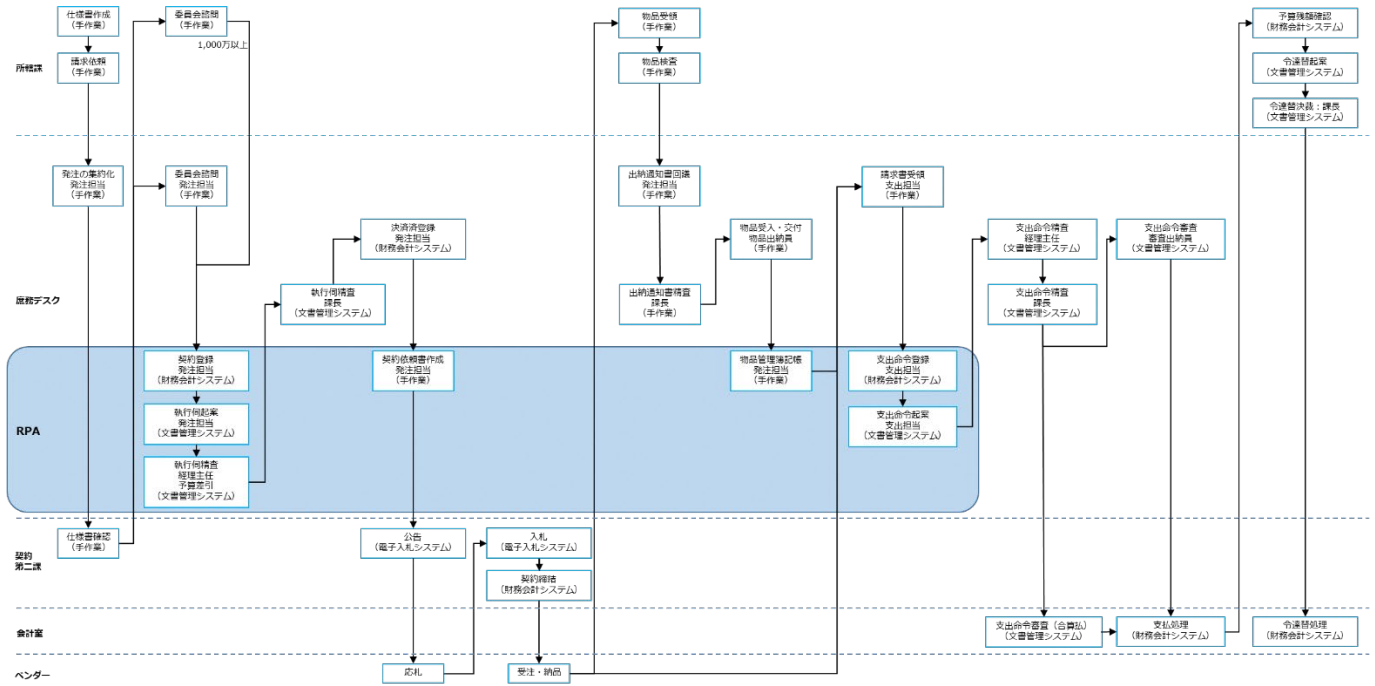 所轄課
仕様書作成
(手作業)
請求依頼
(手作業)
委員会諮問
(手作業)
1,000万以上
物品受領
(手作業)
物品検査
(手作業)
予算残額確認
(財務会計システム)
令達替起案
(文書管理システム)
令達替決裁:課長
(文書管理システム)
庶務デスク
発注の集約化
発注担当
(手作業)
委員会諮問
発注担当
(手作業)
決済済登録
発注担当
(財務会計システム)
執行伺精査
課長
(文書管理システム)
出納通知書回議
発注担当
(手作業)
出納通知書精査
課長
(手作業)
物品受入・交付
物品出納員
(手作業)
請求書受領
支出担当
(手作業)
支出命令精査
経理主任
(文書管理システム)
支出命令精査
課長
(文書管理システム)
支出命令審査
審査出納員
(文書管理システム)
RPA
契約登録
発注担当
(財務会計システム)
執行伺起案
発注担当
(文書管理システム)
執行伺精査
経理主任
予算差引
(文書管理システム)
契約依頼書作成
発注担当
(手作業)
物品管理簿記帳
発注担当
(手作業)
支出命令登録
支出担当
(財務会計システム)
支出命令起案
支出担当
(文書管理システム)
契約
第二課
仕様書確認
(手作業)
公告
(電子入札システム)
入札
(電子入札システム)
契約締結
(財務会計システム)
会計室
支出命令審査(合算払)
(文書管理システム)
支払処理
(財務会計システム)
令達替処理
(財務会計システム)
ベンダー
応札
受注・納品